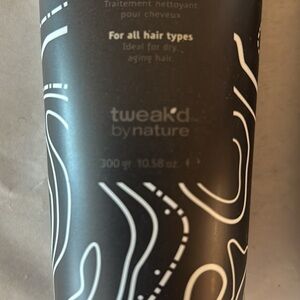 Traitement nettoyant
pour cheveux
For all hair types
Ideal for dry,
aging hair.
tweak'd
by nature
300 gr 10.58 oz.